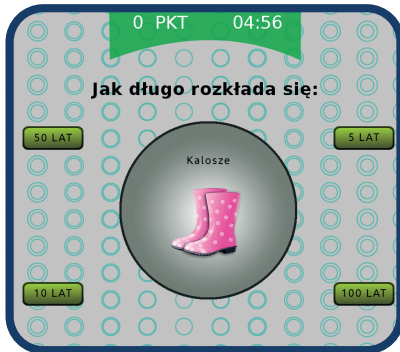 0 PKT 04:56
Jak długo rozkłada się:
50 LAT 5 LAT
Kalosze
10 LAT 100 LAT